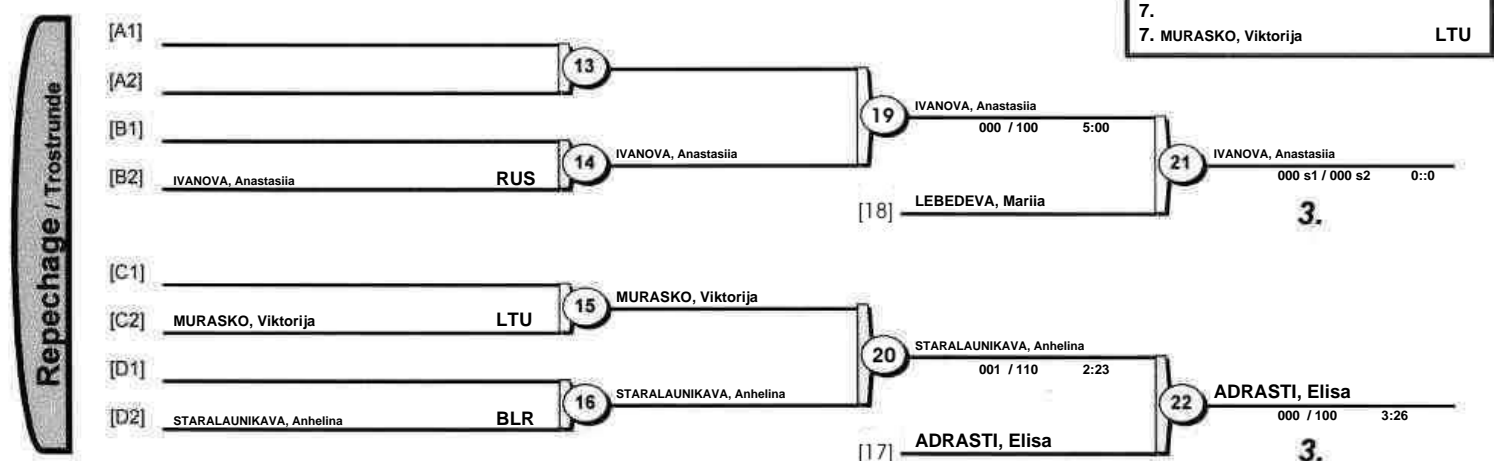 7.
7. MURASKO, Viktorija LTU
Repechage / Trostrunde
[A1]
13
[A2]
[B1]
19 IVANOVA, Anastasiia
000 / 100 5:00
14 IVANOVA, Anastasiia
[B2] IVANOVA, Anastasiia RUS
21 IVANOVA, Anastasiia
000 s1 / 000 s2 0::0
[18] LEBEDEVA, Mariia
3.
[C1]
15 MURASKO, Viktorija
[C2] MURASKO, Viktorija LTU
20 STARALAUNIKAVA, Anhelina
001 / 110 2:23
[D1]
16 STARALAUNIKAVA, Anhelina
[D2] STARALAUNIKAVA, Anhelina BLR
22 ADRASTI, Elisa
000 / 100 3:26
[17] ADRASTI, Elisa
3.